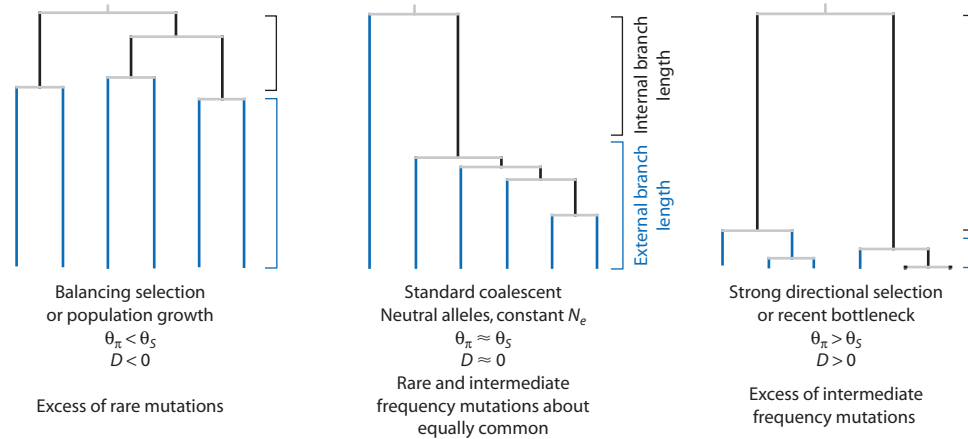 Internal branch
length
External branch
length
Balancing selection
or population growth
θπ < θS
D < 0
Excess of rare mutations
Standard coalescent
Neutral alleles, constant Ne
θπ ≈ θS
D ≈ 0
Rare and intermediate
frequency mutations about
equally common
Strong directional selection
or recent bottleneck
θπ > θS
D > 0
Excess of intermediate
frequency mutations